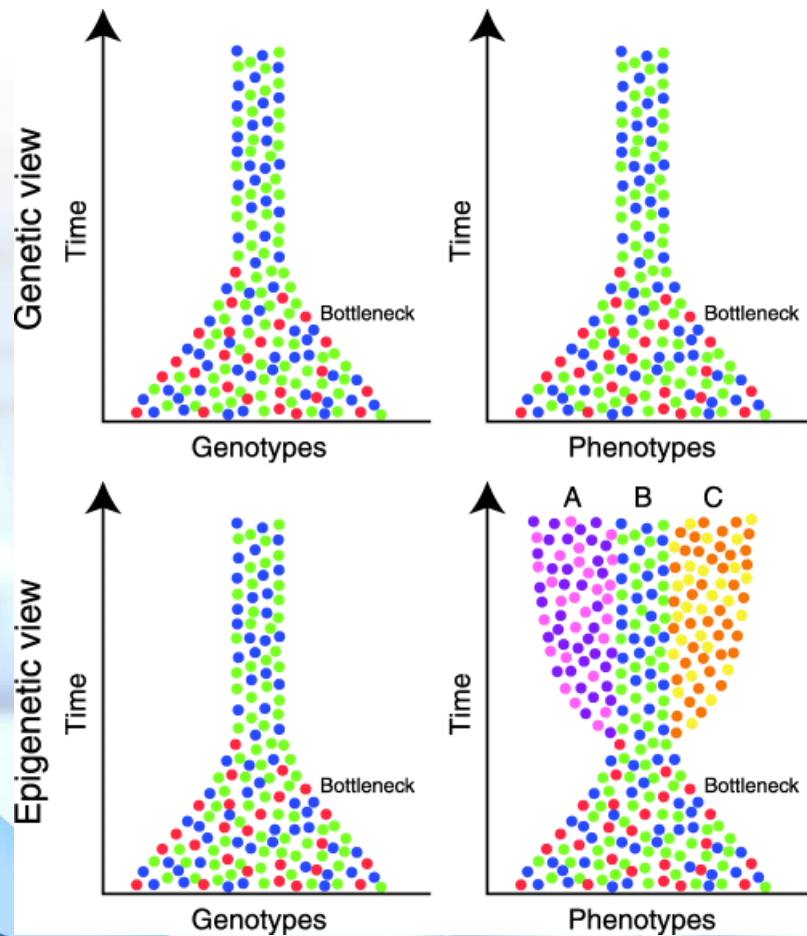 Genetic view
Time
Bottleneck
Genotypes
Time
Bottleneck
Phenotypes
Epigenetic view
Time
Bottleneck
Genotypes
A B C
Time
Bottleneck
Phenotypes